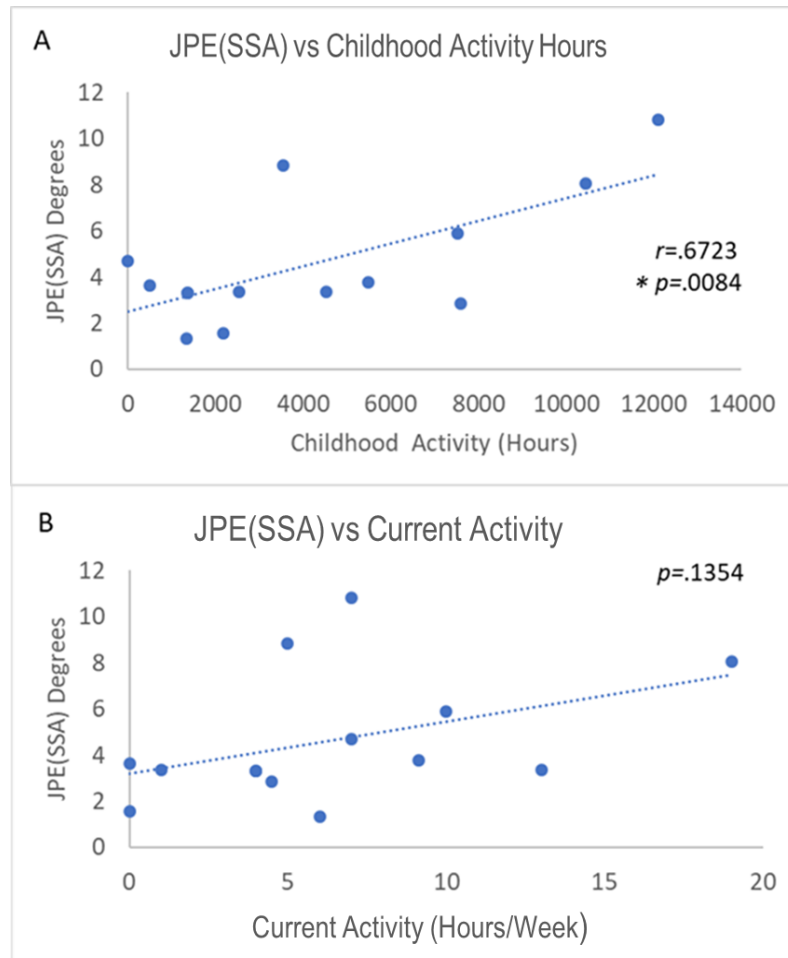 A
JPE(SSA) vs Childhood Activity Hours
12
10
8
6
4
2
0
JPE(SSA) Degrees
r=.6723
* p=.0084
0 2000 4000 6000 8000 10000 12000 14000
Childhood Activity (Hours)
B
JPE(SSA) vs Current Activity
p=.1354
12
10
8
6
4
2
0
JPE(SSA) Degrees
0 5 10 15 20
Current Activity (Hours/Week)